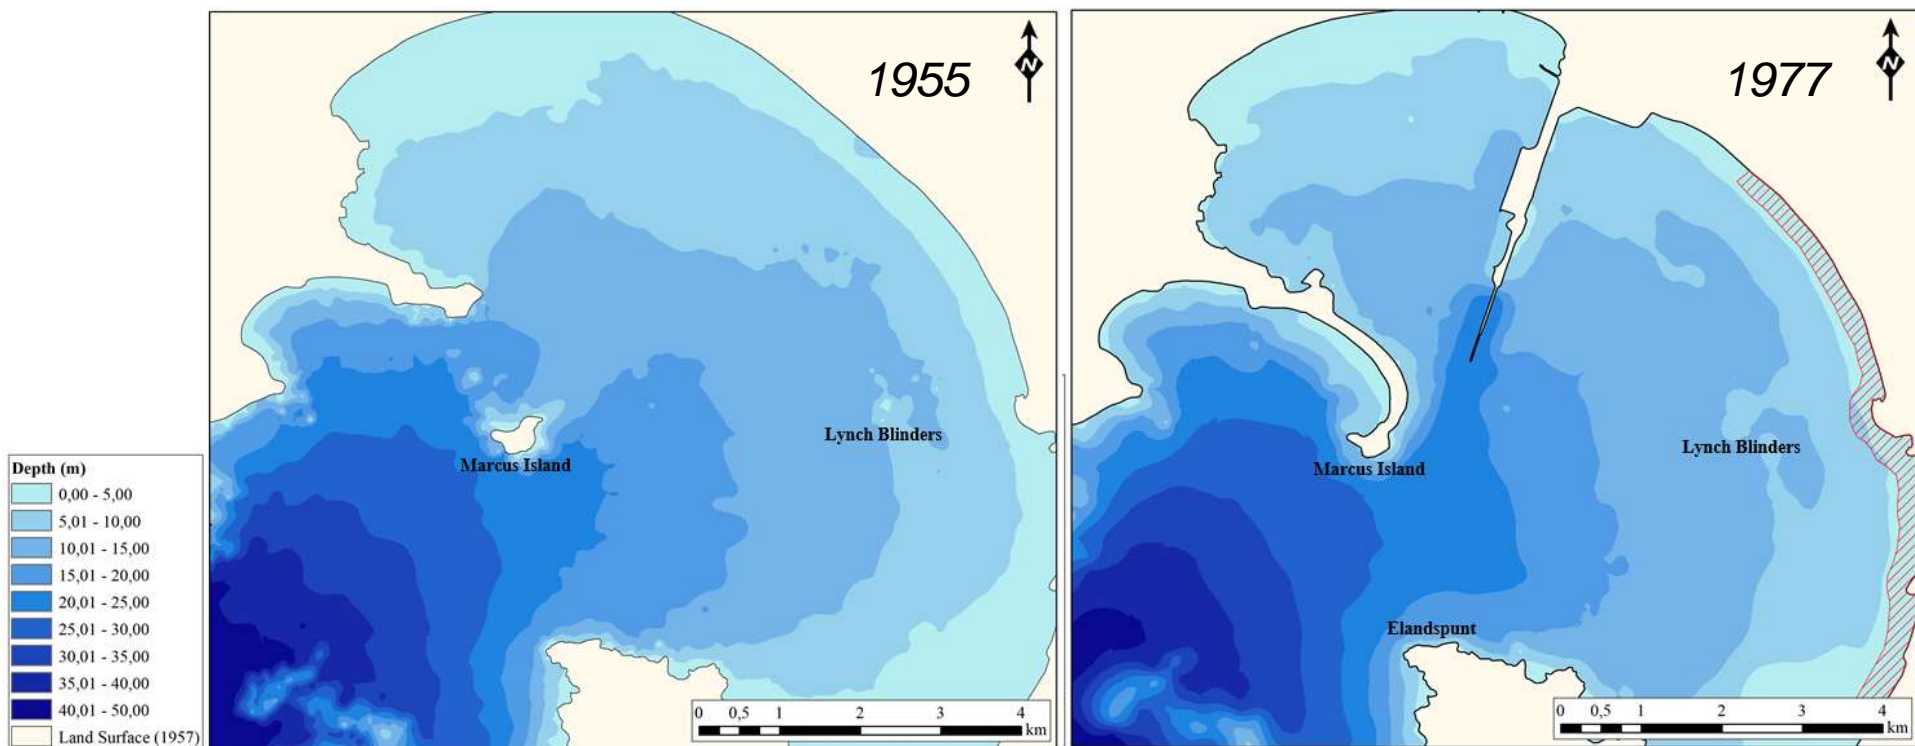 1955
N
Marcus Island
Lynch Blinders
0 0,5 1 2 3 4
km
1977
N
Marcus Island
Lynch Blinders
Elandspunt
0 0,5 1 2 3 4
km
Depth (m)
0,00 - 5,00
5,01 - 10,00
10,01 - 15,00
15,01 - 20,00
20,01 - 25,00
25,01 - 30,00
30,01 - 35,00
35,01 - 40,00
40,01 - 50,00
Land Surface (1957)